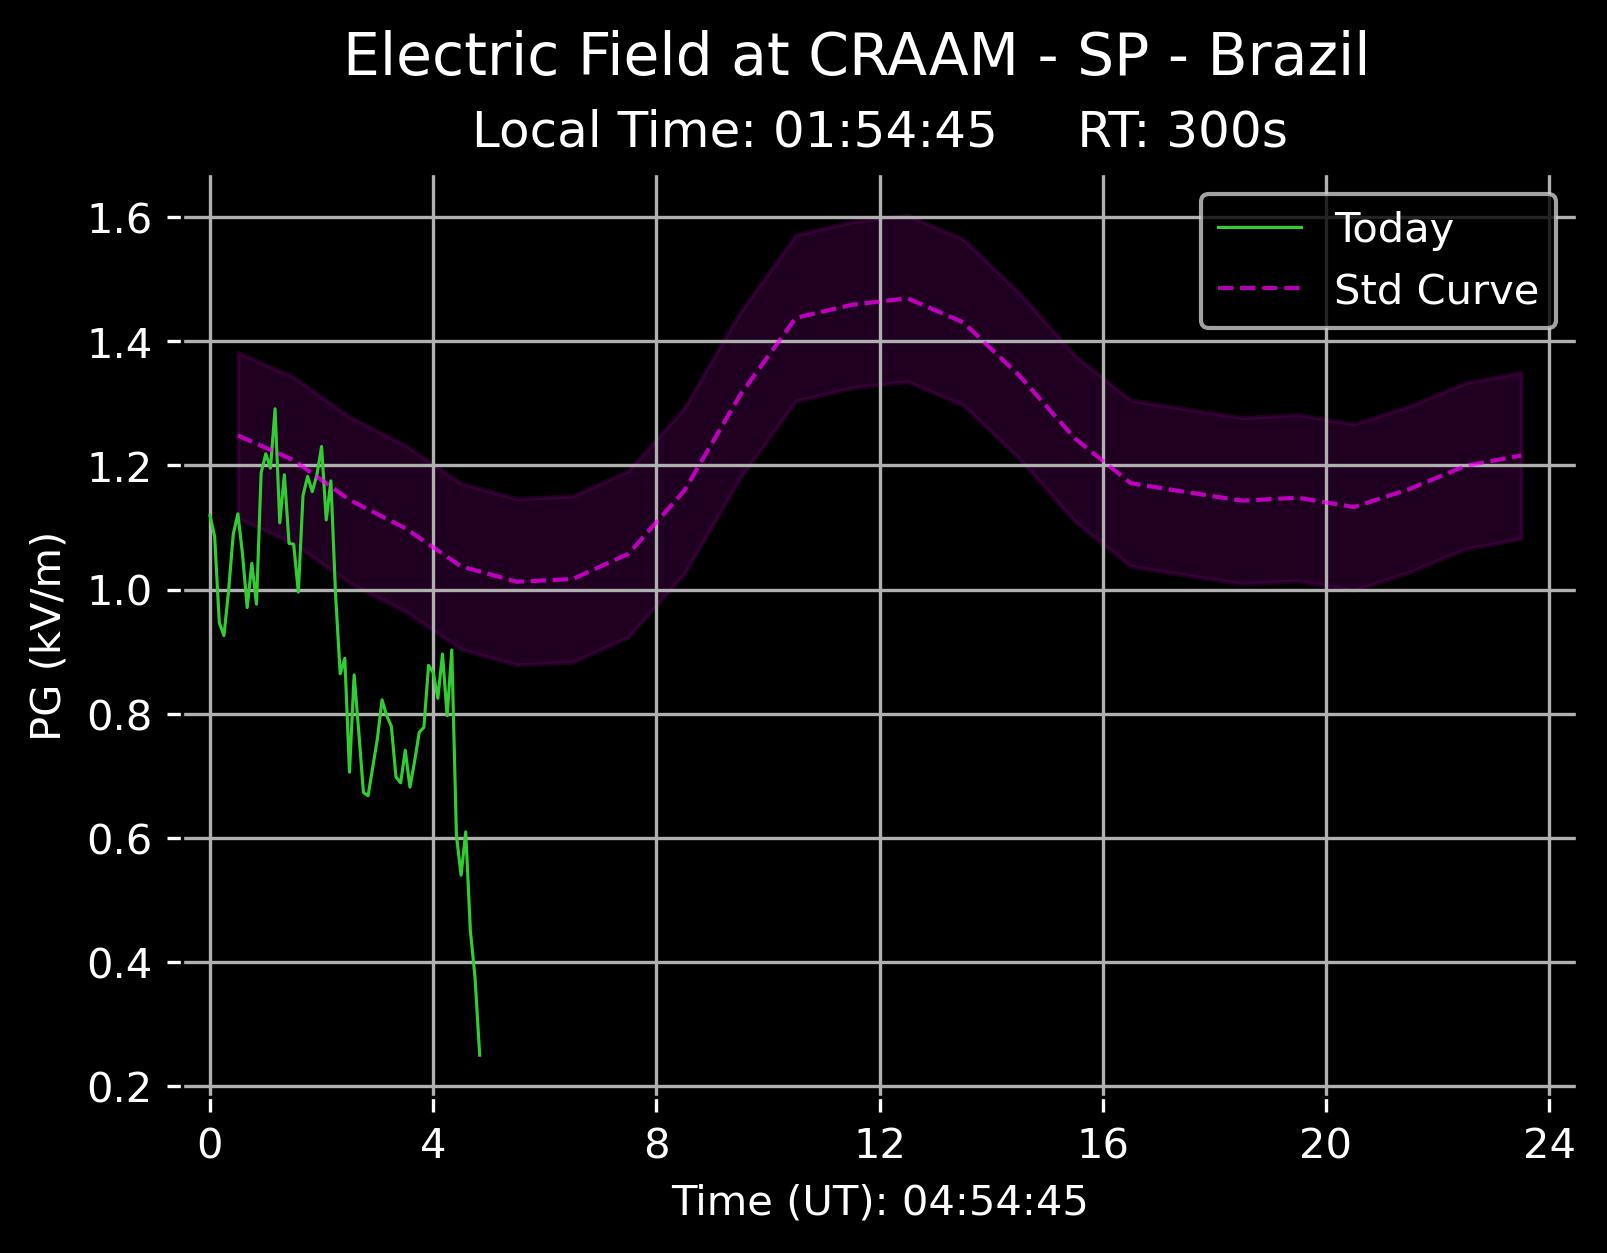 Electric Field at CRAAM - SP - Brazil
Local Time: 01:54:45 RT: 300s
Today
Std Curve
PG (kV/m)
1.6
1.4
1.2
1.0
0.8
0.6
0.4
0.2
0 4 8 12 16 20 24
Time (UT): 04:54:45